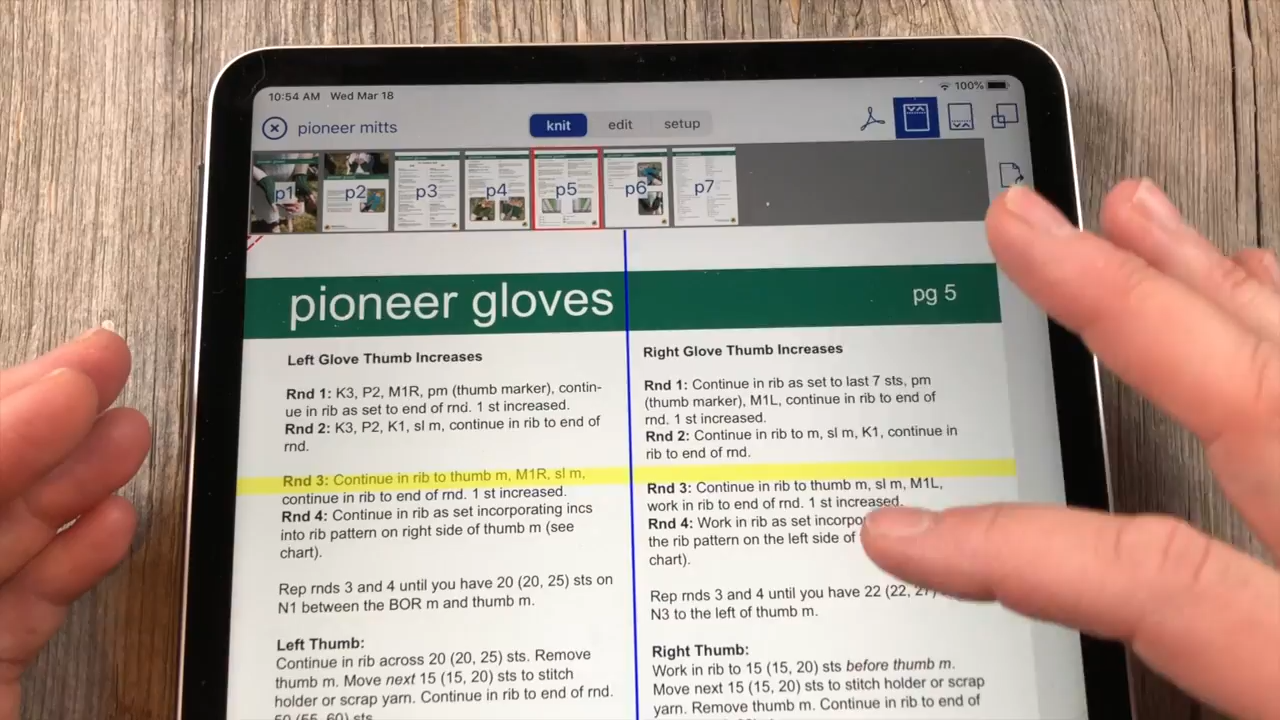 10:54 AM Wed Mar 18
100%
pioneer mitts
knit
edit
setup
p1
p2
p3
p4
p5
p6
p7
pioneer gloves
pg 5
Left Glove Thumb Increases
Rnd 1: K3, P2, M1R, pm (thumb marker), contin-
ue in rib as set to end of rnd. 1 st increased.
Rnd 2: K3, P2, K1, sl m, continue in rib to end of
rnd.
Rnd 3: Continue in rib to thumb m, M1R, sl m,
continue in rib to end of rnd. 1 st increased.
Rnd 4: Continue in rib as set incorporating incs
into rib pattern on right side of thumb m (see
chart).
Rep rnds 3 and 4 until you have 20 (20, 25) sts on
N1 between the BOR m and thumb m.
Left Thumb:
Continue in rib across 20 (20, 25) sts. Remove
thumb m. Move next 15 (15, 20) sts to stitch
holder or scrap yarn. Continue in rib to end of rnd.
50 (55, 60) sts.
Right Glove Thumb Increases
Rnd 1: Continue in rib as set to last 7 sts, pm
(thumb marker), M1L, continue in rib to end of
rnd. 1 st increased.
Rnd 2: Continue in rib to m, sl m, K1, continue in
rib to end of rnd.
Rnd 3: Continue in rib to thumb m, sl m, M1L,
work in rib to end of rnd. 1 st increased.
Rnd 4: Work in rib as set
the rib pattern on the left side of
chart).
Rep rnds 3 and 4 until you have 22 (22,
N3 to the left of thumb m.
Right Thumb:
Work in rib to 15 (15, 20) sts before thumb m.
Move next 15 (15, 20) sts to stitch holder or scrap
yarn. Remove thumb m. Continue in rib to end of